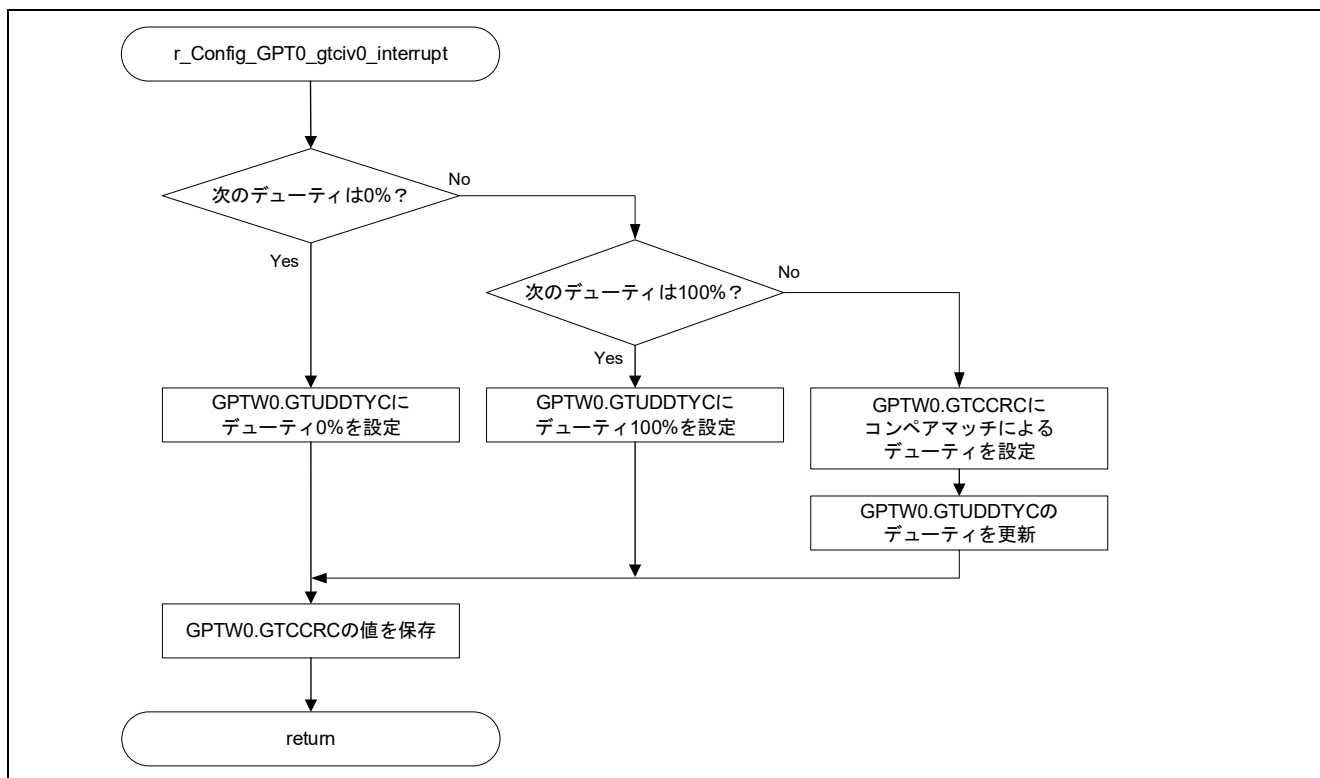 r_Config_GPT0_gtciv0_interrupt
次のデューティは0%？
No
Yes
次のデューティは100%？
No
Yes
GPTW0.GTUDDTYCに
デューティ0%を設定
GPTW0.GTUDDTYCに
デューティ100%を設定
GPTW0.GTCCRCに
コンペアマッチによる
デューティを設定
GPTW0.GTUDDTYCの
デューティを更新
GPTW0.GTCCRCの値を保存
return